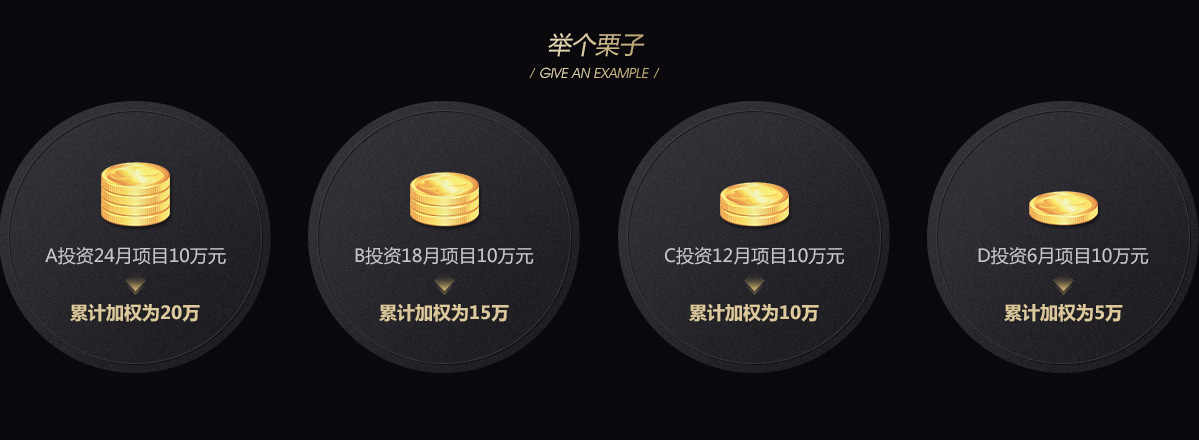 举个栗子
/ GIVE AN EXAMPLE /
A投资24月项目10万元
累计加权为20万
B投资18月项目10万元
累计加权为15万
C投资12月项目10万元
累计加权为10万
D投资6月项目10万元
累计加权为5万